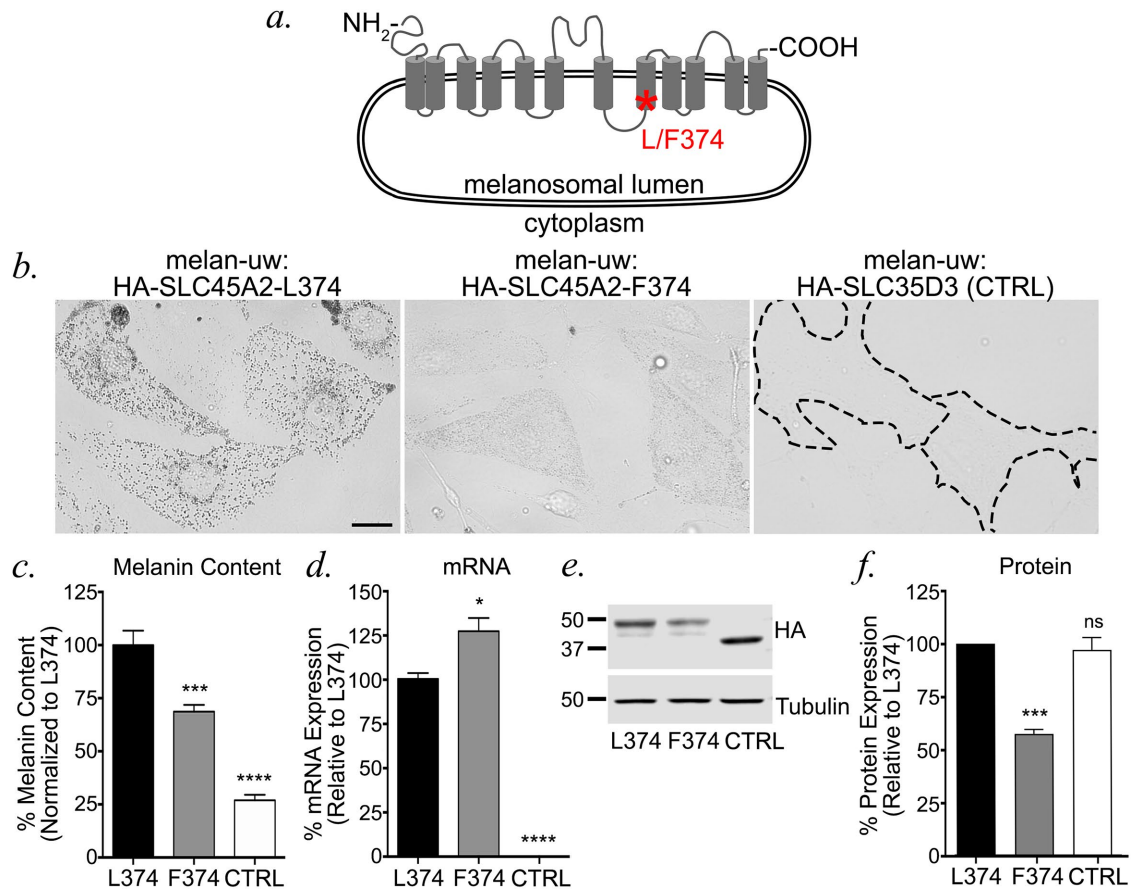 a.
NH2-
-COOH
L/F374
melanosomal lumen
cytoplasm
b.
melan-uw:
HA-SLC45A2-L374
melan-uw:
HA-SLC45A2-F374
melan-uw:
HA-SLC35D3 (CTRL)
c.
Melanin Content
% Melanin Content
(Normalized to L374)
125
100
75
50
25
0
***
****
L374 F374 CTRL
d.
mRNA
% mRNA Expression
(Relative to L374)
150
125
100
75
50
25
0
*
****
L374 F374 CTRL
e.
50
37
HA
50
Tubulin
L374 F374 CTRL
f.
Protein
% Protein Expression
(Relative to L374)
125
100
75
50
25
0
***
ns
L374 F374 CTRL